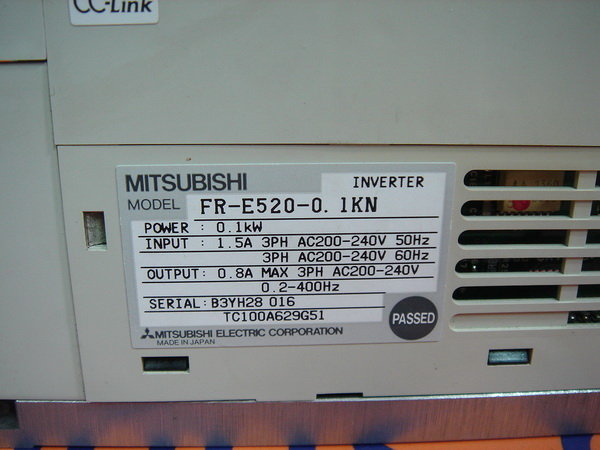 CC-Link
MITSUBISHI INVERTER
MODEL FR-E520-0.1KN
POWER : 0.1kW
INPUT : 1.5A 3PH AC200-240V 50Hz
3PH AC200-240V 60Hz
OUTPUT: 0.8A MAX 3PH AC200-240V
0.2-400Hz
SERIAL: B3YH28 016
TC100A629G51
PASSED
MITSUBISHI ELECTRIC CORPORATION
MADE IN JAPAN